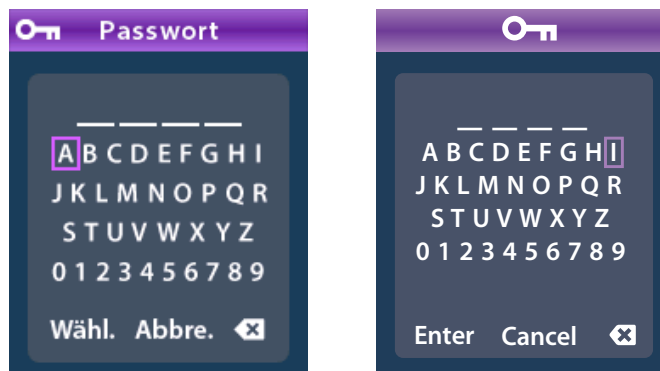 Passwort
A B C D E F G H I
J K L M N O P Q R
S T U V W X Y Z
0 1 2 3 4 5 6 7 8 9
Wähl. Abbre.
A B C D E F G H I
J K L M N O P Q R
S T U V W X Y Z
0 1 2 3 4 5 6 7 8 9
Enter Cancel